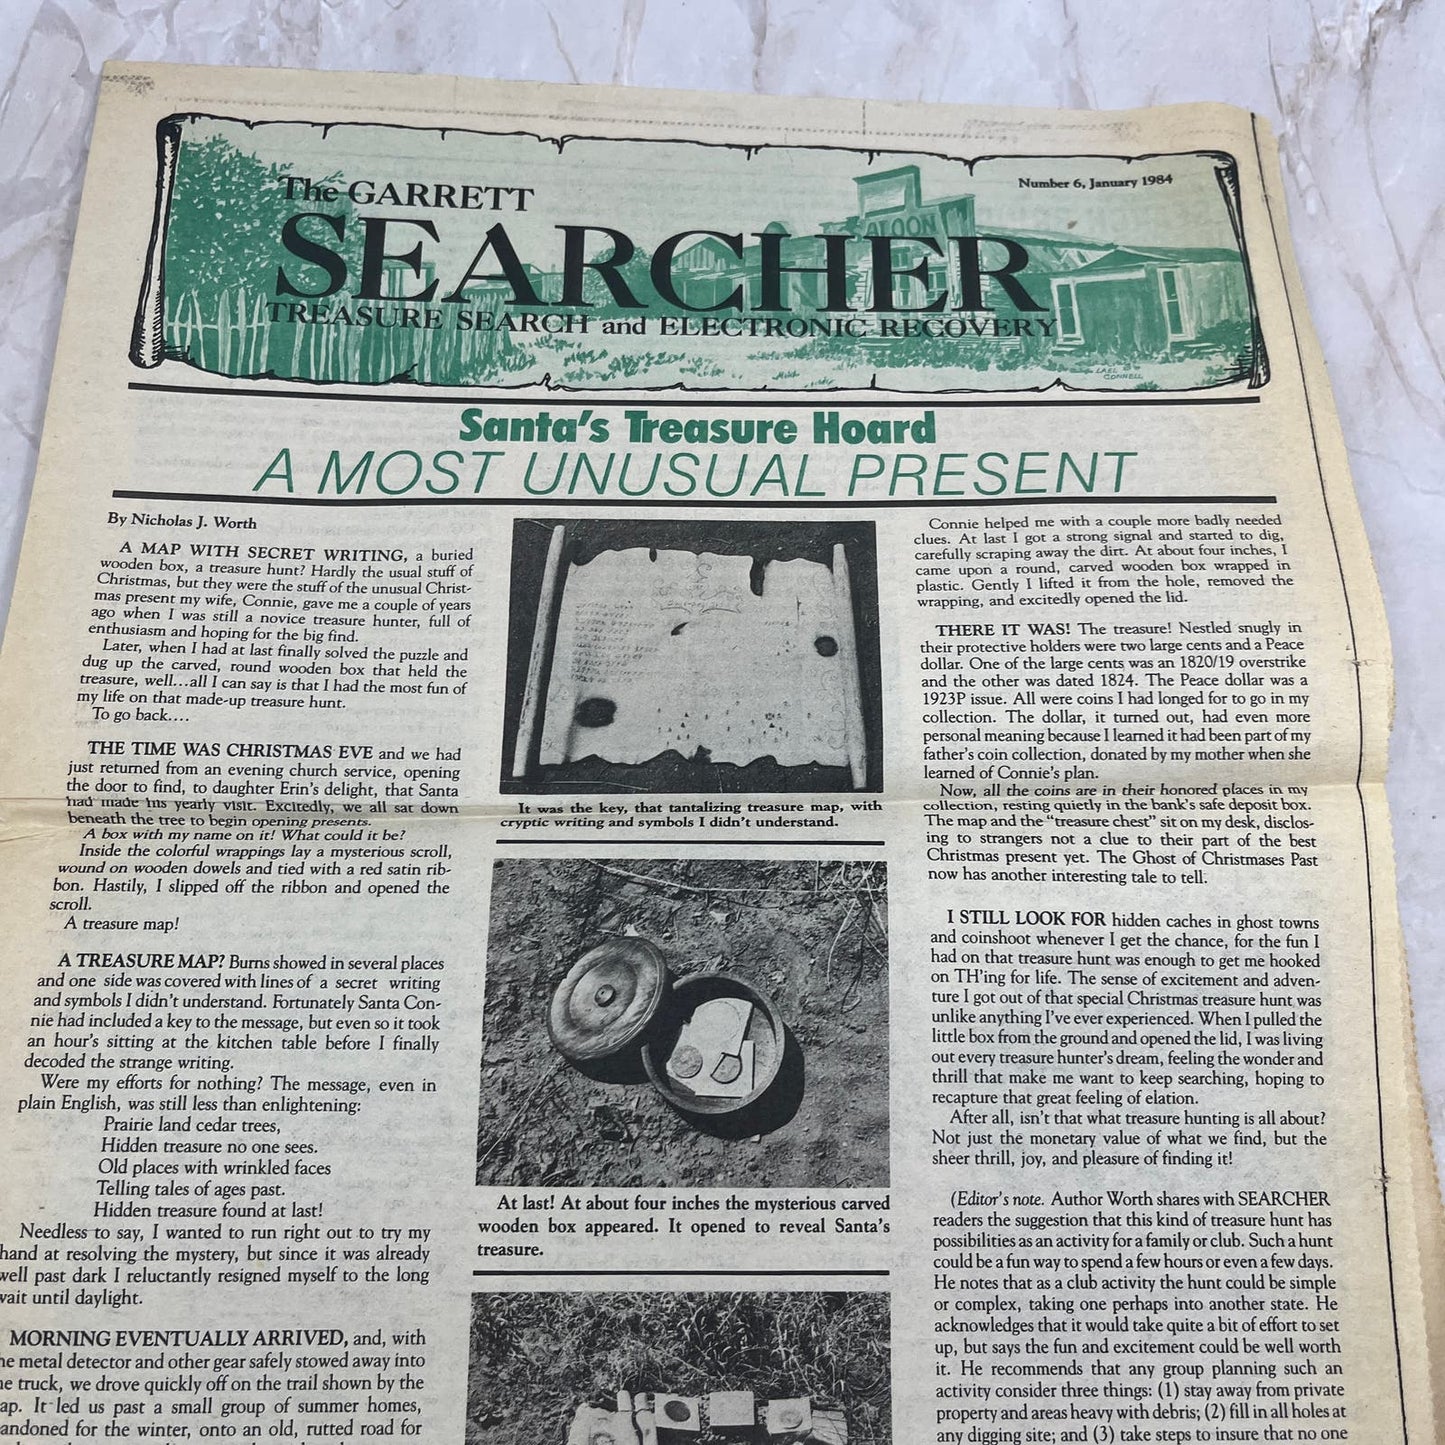 The GARRETT
SEARCHER
TREASURE SEARCH and ELECTRONIC RECOVERY
Number 6, January 1984
SALOON
LAEL
CONNELL
Santa's Treasure Hoard
A MOST UNUSUAL PRESENT
By Nicholas J. Worth
A MAP WITH SECRET WRITING, a buried
wooden box, a treasure hunt? Hardly the usual stuff of
Christmas, but they were the stuff of the unusual Christ-
mas present my wife, Connie, gave me a couple of years
ago when I was still a novice treasure hunter, full of
enthusiasm and hoping for the big find.
Later, when I had at last finally solved the puzzle and
dug up the carved, round wooden box that held the
treasure, well...all I can say is that I had the most fun of
my life on that made-up treasure hunt.
To go back....
THE TIME WAS CHRISTMAS EVE and we had
just returned from an evening church service, opening
the door to find, to daughter Erin's delight, that Santa
had made his yearly visit. Excitedly, we all sat down
beneath the tree to begin opening presents.
A box with my name on it! What could it be?
Inside the colorful wrappings lay a mysterious scroll,
wound on wooden dowels and tied with a red satin rib-
bon. Hastily, I slipped off the ribbon and opened the
scroll.
A treasure map!
A TREASURE MAP? Burns showed in several places
and one side was covered with lines of a secret writing
and symbols I didn't understand. Fortunately Santa Con-
nie had included a key to the message, but even so it took
an hour's sitting at the kitchen table before I finally
decoded the strange writing.
Were my efforts for nothing? The message, even in
plain English, was still less than enlightening:
Prairie land cedar trees,
Hidden treasure no one sees.
Old places with wrinkled faces
Telling tales of ages past.
Hidden treasure found at last!
Needless to say, I wanted to run right out to try my
hand at resolving the mystery, but since it was already
well past dark I reluctantly resigned myself to the long
wait until daylight.
MORNING EVENTUALLY ARRIVED, and, with
he metal detector and other gear safely stowed away into
he truck, we drove quickly off on the trail shown by the
ap. It led us past a small group of summer homes,
andoned for the winter, onto an old, rutted road for
It was the key, that tantalizing treasure map, with
cryptic writing and symbols I didn't understand.
At last! At about four inches the mysterious carved
wooden box appeared. It opened to reveal Santa's
treasure.
Connie helped me with a couple more badly needed
clues. At last I got a strong signal and started to dig,
carefully scraping away the dirt. At about four inches, I
came upon a round, carved wooden box wrapped in
plastic. Gently I lifted it from the hole, removed the
wrapping, and excitedly opened the lid.
THERE IT WAS! The treasure! Nestled snugly in
their protective holders were two large cents and a Peace
dollar. One of the large cents was an 1820/19 overstrike
and the other was dated 1824. The Peace dollar was a
1923P issue. All were coins I had longed for to go in my
collection. The dollar, it turned out, had even more
personal meaning because I learned it had been part of my
father's coin collection, donated by my mother when she
learned of Connie's plan.
Now, all the coins are in their honored places in my
collection, resting quietly in the bank's safe deposit box.
The map and the "treasure chest" sit on my desk, disclos-
ing to strangers not a clue to their part of the best
Christmas present yet. The Ghost of Christmases Past
now has another interesting tale to tell.
I STILL LOOK FOR hidden caches in ghost towns
and coinshoot whenever I get the chance, for the fun I
had on that treasure hunt was enough to get me hooked
on TH'ing for life. The sense of excitement and adven-
ture I got out of that special Christmas treasure hunt was
unlike anything I've ever experienced. When I pulled the
little box from the ground and opened the lid, I was living
out every treasure hunter's dream, feeling the wonder and
thrill that make me want to keep searching, hoping to
recapture that great feeling of elation.
After all, isn't that what treasure hunting is all about?
Not just the monetary value of what we find, but the
sheer thrill, joy, and pleasure of finding it!
(Editor's note. Author Worth shares with SEARCHER
readers the suggestion that this kind of treasure hunt has
possibilities as an activity for a family or club. Such a hunt
could be a fun way to spend a few hours or even a few days.
He notes that as a club activity the hunt could be simple
or complex, taking one perhaps into another state. He
acknowledges that it would take quite a bit of effort to set
up, but says the fun and excitement could be well worth
it. He recommends that any group planning such an
activity consider three things: (1) stay away from private
property and areas heavy with debris; (2) fill in all holes at
any digging site; and (3) take steps to insure that no one